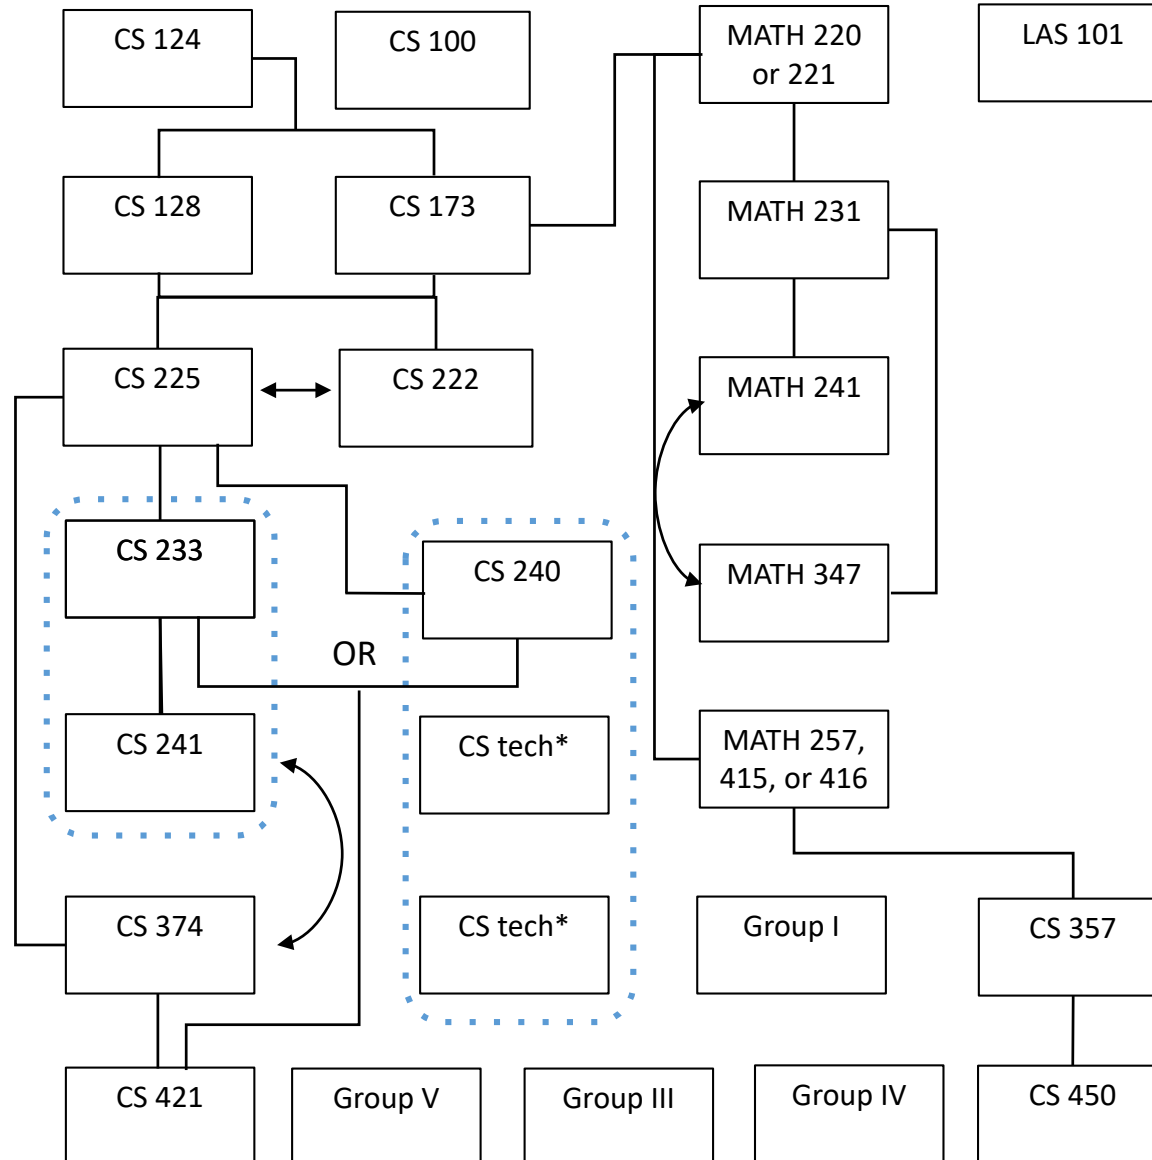 CS 124
CS 100
MATH 220
or 221
LAS 101
CS 128
CS 173
MATH 231
CS 225
CS 222
MATH 241
CS 233
CS 240
MATH 347
OR
CS 241
CS tech*
MATH 257,
415, or 416
CS 374
CS tech*
Group I
CS 357
CS 421
Group V
Group III
Group IV
CS 450